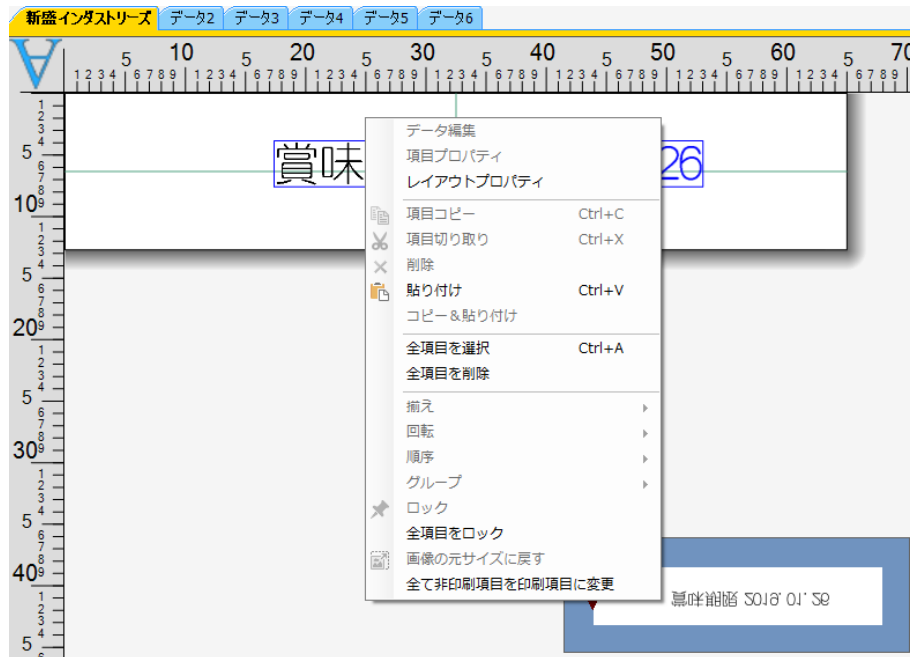 新盛インダストリーズ データ2 データ3 データ4 データ5 データ6
5 10 5 20 5 30 5 40 5 50 5 60 5 70
賞味 26
データ編集
項目プロパティ
レイアウトプロパティ
項目コピー Ctrl+C
項目切り取り Ctrl+X
削除
貼り付け Ctrl+V
コピー&貼り付け
全項目を選択 Ctrl+A
全項目を削除
揃え
回転
順序
グループ
ロック
全項目をロック
画像の元サイズに戻す
全て非印刷項目を印刷項目に変更
賞味期限 2019. 01. 26